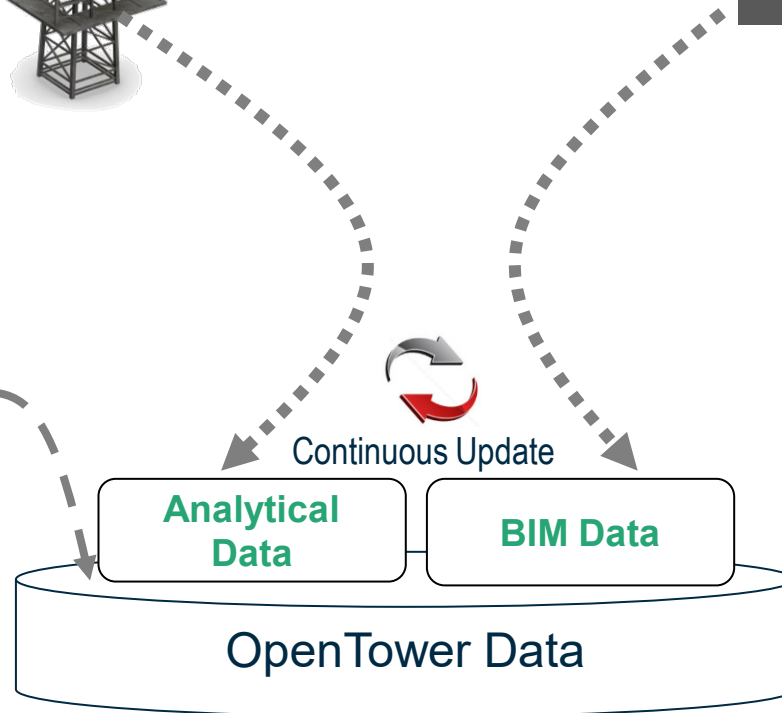 Continuous Update
Analytical
Data
BIM Data
OpenTower Data